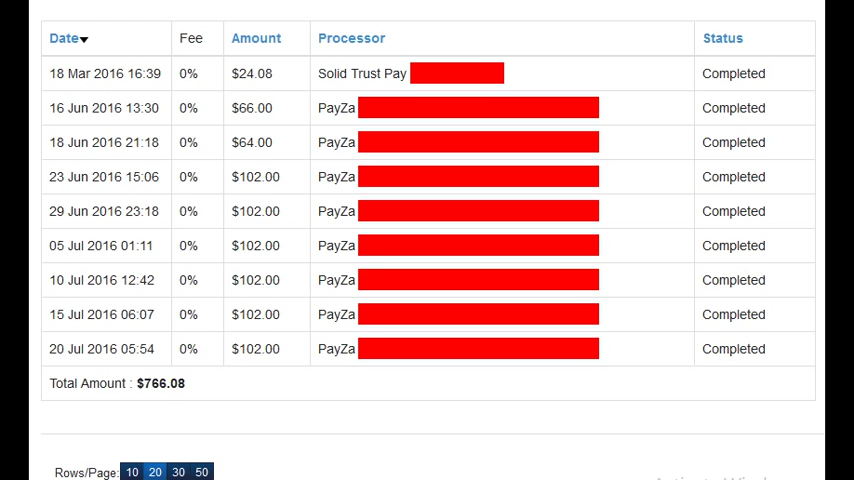 Date Fee Amount Processor Status
18 Mar 2016 16:39 0% $24.08 Solid Trust Pay Completed
16 Jun 2016 13:30 0% $66.00 PayZa Completed
18 Jun 2016 21:18 0% $64.00 PayZa Completed
23 Jun 2016 15:06 0% $102.00 PayZa Completed
29 Jun 2016 23:18 0% $102.00 PayZa Completed
05 Jul 2016 01:11 0% $102.00 PayZa Completed
10 Jul 2016 12:42 0% $102.00 PayZa Completed
15 Jul 2016 06:07 0% $102.00 PayZa Completed
20 Jul 2016 05:54 0% $102.00 PayZa Completed
Total Amount : $766.08
Rows/Page: 10 20 30 50